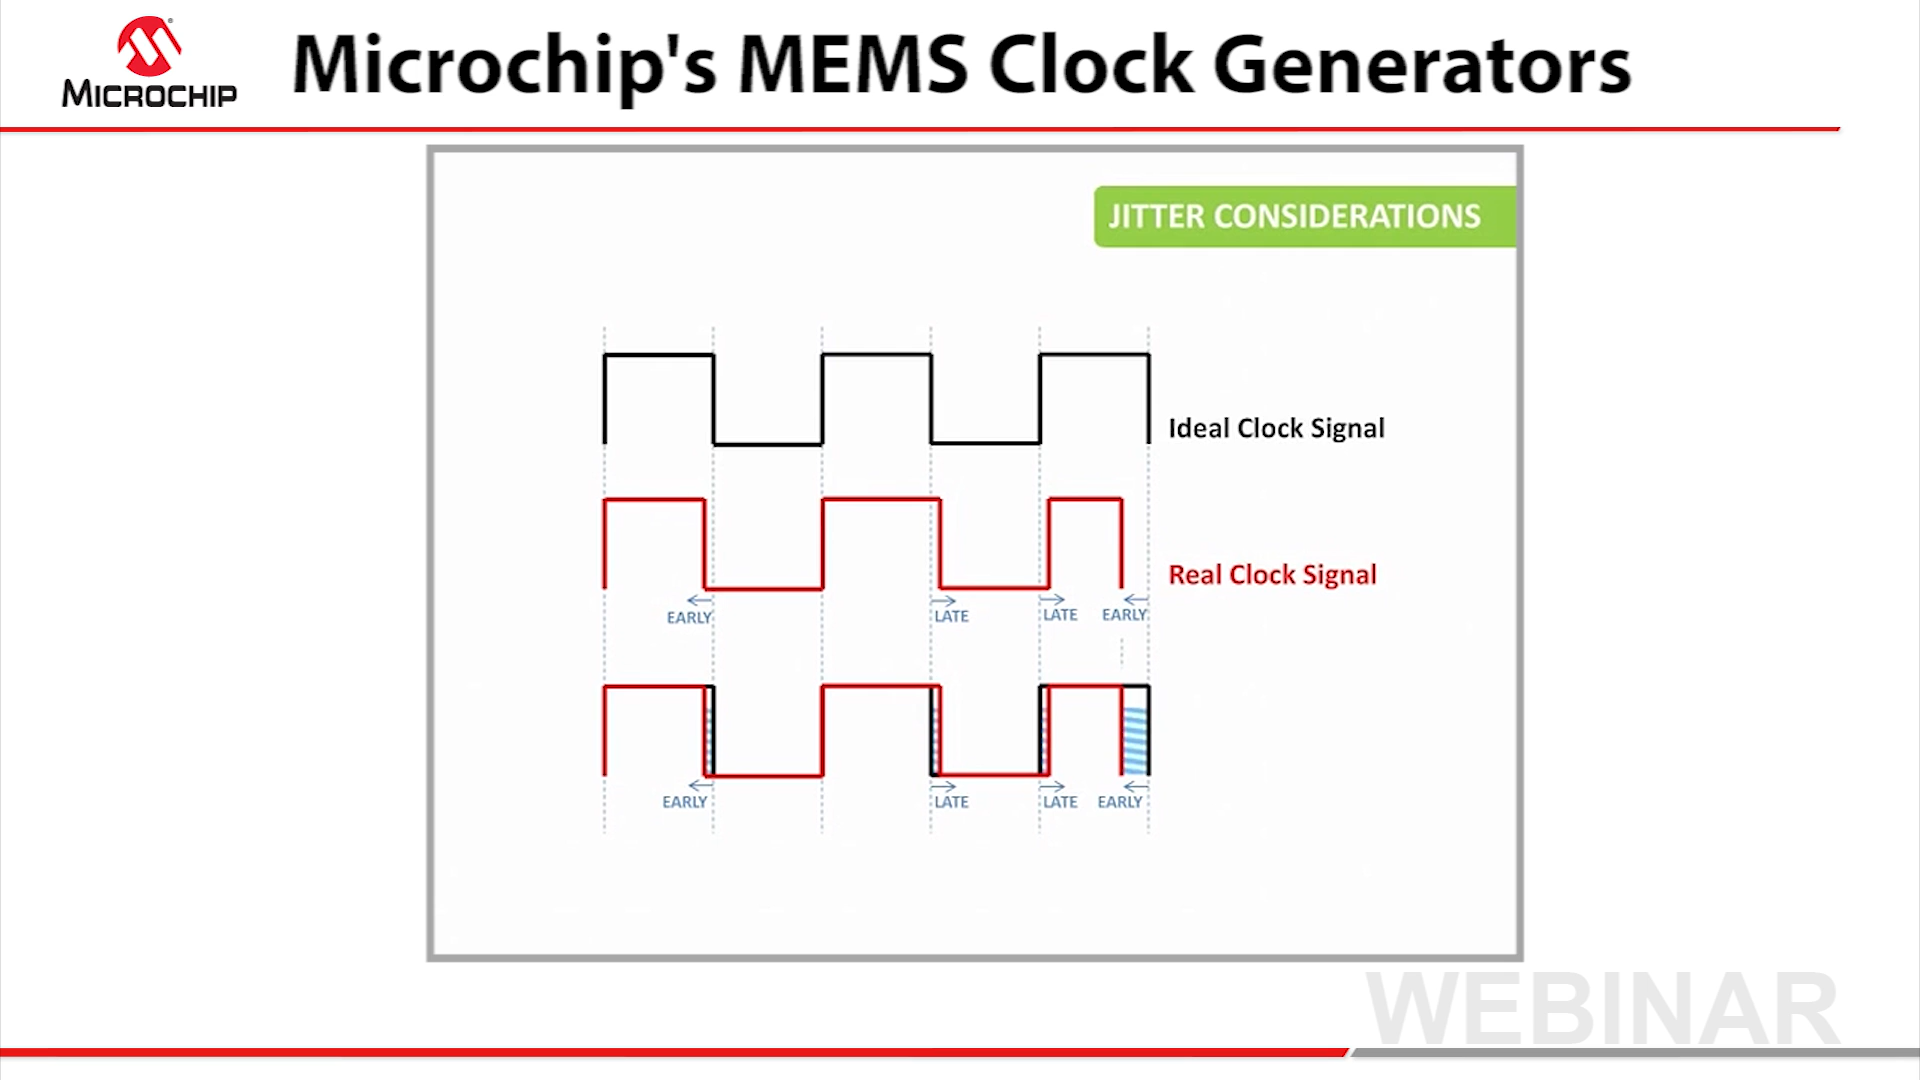 MICROCHIP
Microchip's MEMS Clock Generators
JITTER CONSIDERATIONS
Ideal Clock Signal
Real Clock Signal
EARLY LATE LATE EARLY
EARLY LATE LATE EARLY
WEBINAR